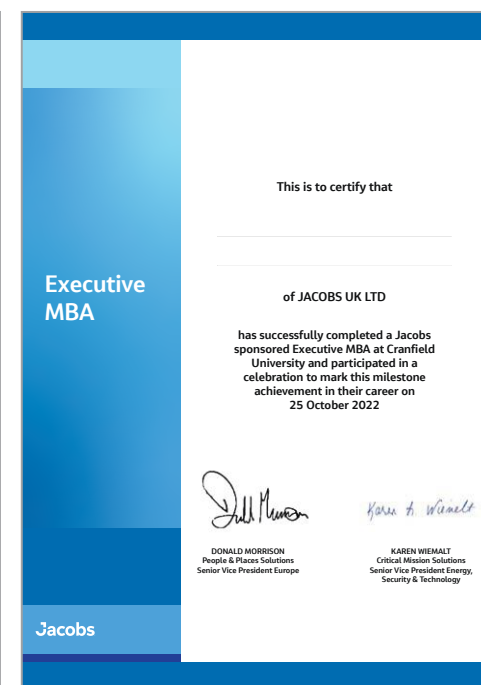 This is to certify that
Executive
MBA
of JACOBS UK LTD
has successfully completed a Jacobs
sponsored Executive MBA at Cranfield
University and participated in a
celebration to mark this milestone
achievement in their career on
25 October 2022
Karen A. Wiemalt
DONALD MORRISON
People & Places Solutions
Senior Vice President Europe
KAREN WIEMALT
Critical Mission Solutions
Senior Vice President Energy,
Security & Technology
Jacobs